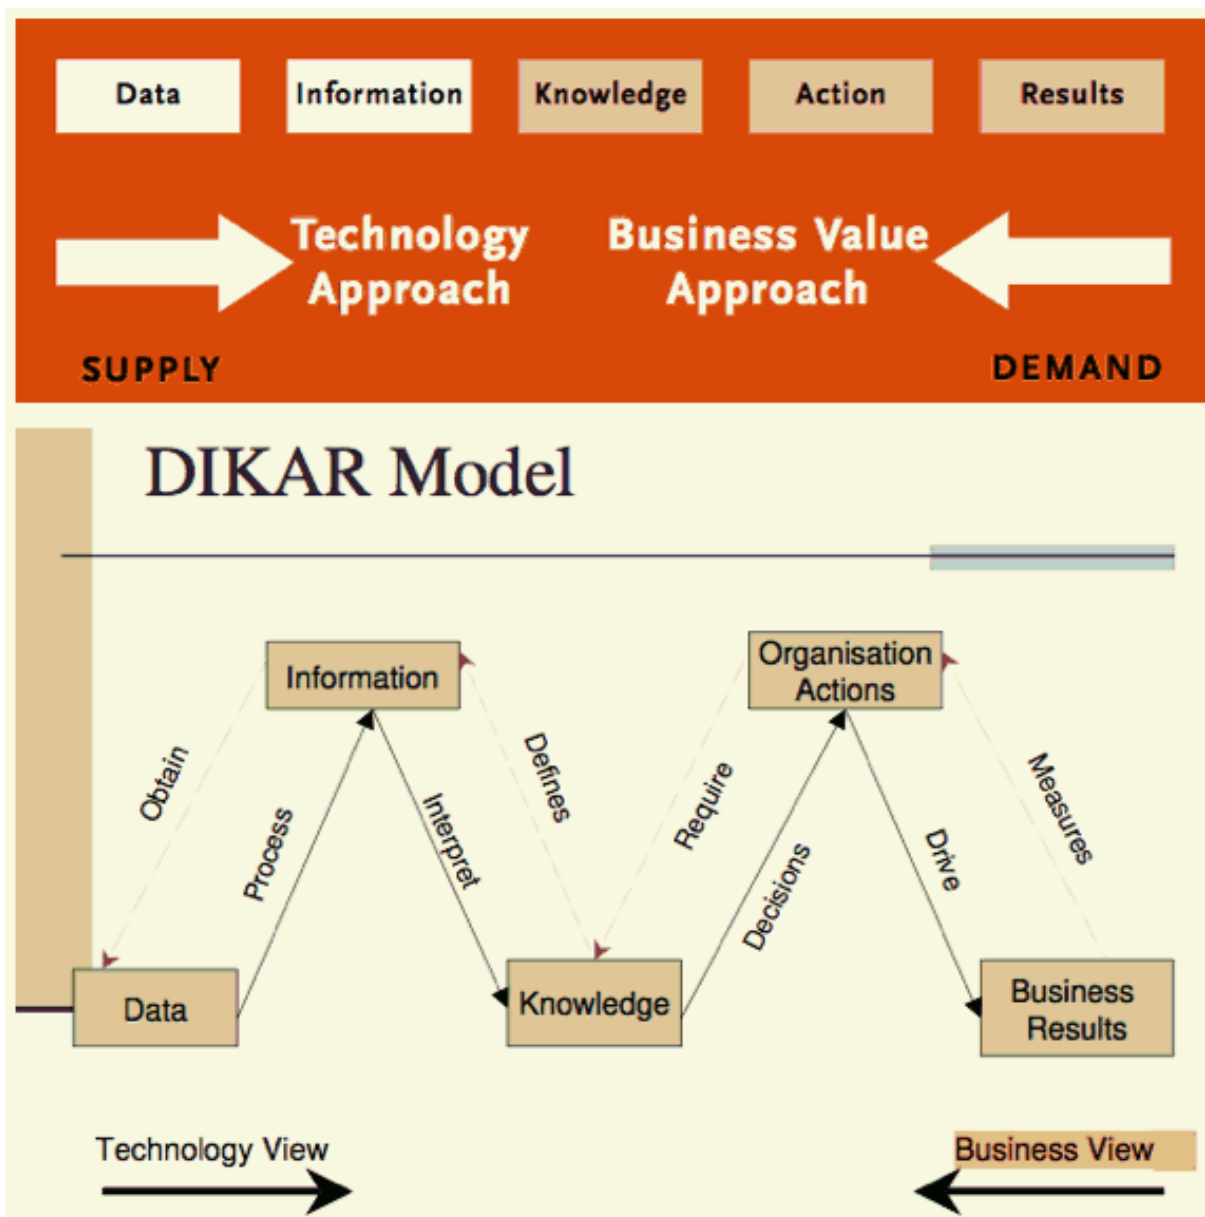 Data
Information
Knowledge
Action
Results
Technology
Approach
Business Value
Approach
SUPPLY
DEMAND
DIKAR Model
Information
Organisation
Actions
Obtain
Process
Interpret
Defines
Require
Decisions
Drive
Measures
Data
Knowledge
Business
Results
Technology View
Business View